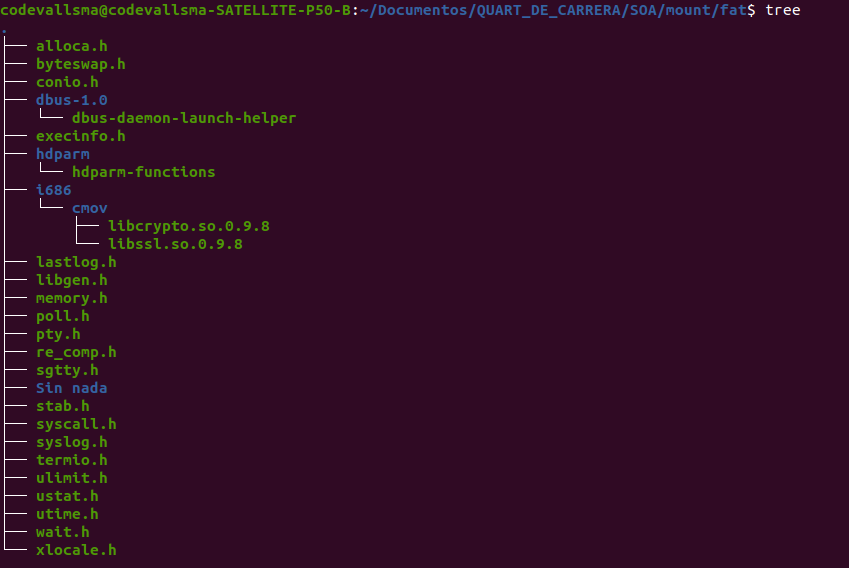 codevallsma@codevallsma-SATELLITE-P50-B:~/Documentos/QUART_DE_CARRERA/SOA/mount/fat$ tree
.
├── alloca.h
├── byteswap.h
├── conio.h
├── dbus-1.0
│   └── dbus-daemon-launch-helper
├── execinfo.h
├── hdparm
│   └── hdparm-functions
├── i686
│   └── cmov
│       ├── libcrypto.so.0.9.8
│       └── libssl.so.0.9.8
├── lastlog.h
├── libgen.h
├── memory.h
├── poll.h
├── pty.h
├── re_comp.h
├── sgtty.h
├── Sin nada
├── stab.h
├── syscall.h
├── syslog.h
├── termio.h
├── ulimit.h
├── ustat.h
├── utime.h
├── wait.h
└── xlocale.h